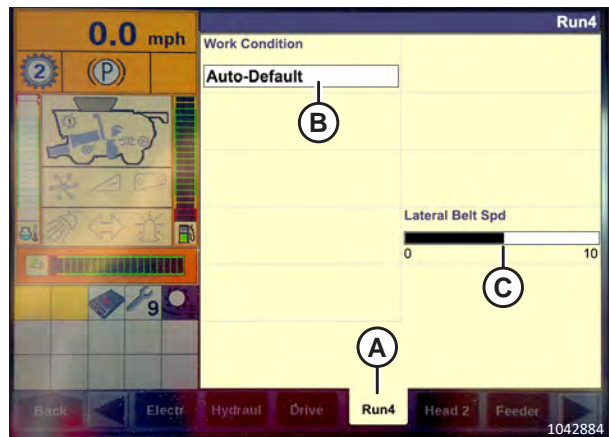 Run4
0.0 mph
Work Condition
2
(P)
Auto-Default
B
Lateral Belt Spd
0
10
C
9
A
Back
Electr
Hydraul
Drive
Run4
Head 2
Feeder
1042884